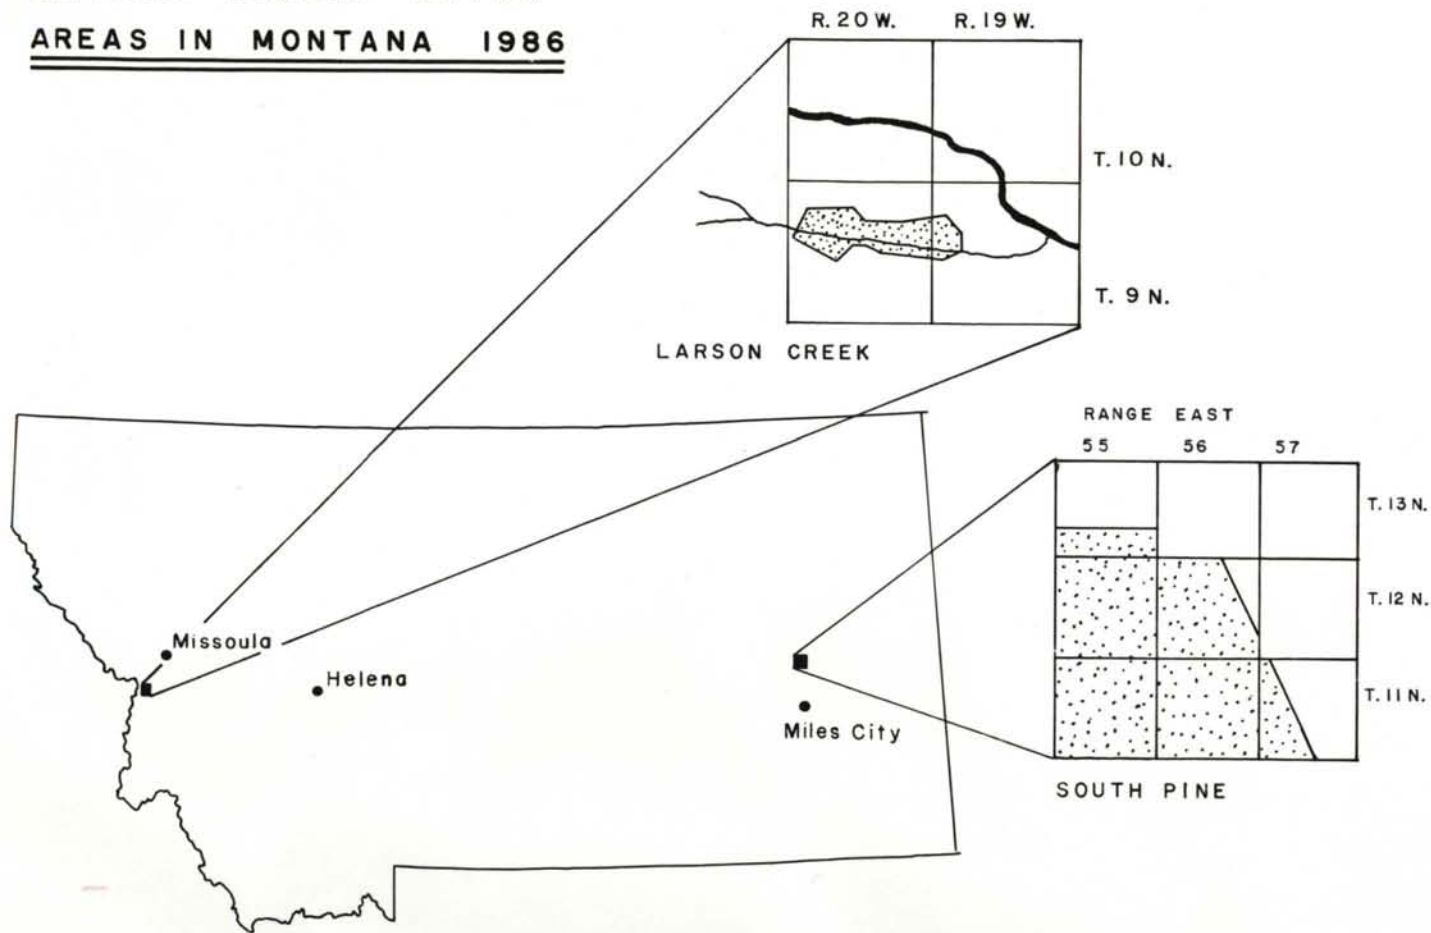 AREAS IN MONTANA 1986
R. 20 W. R. 19 W.
T. 10 N.
T. 9 N.
LARSON CREEK
RANGE EAST
55 56 57
T. 13 N.
T. 12 N.
T. 11 N.
SOUTH PINE
Missoula
Helena
Miles City